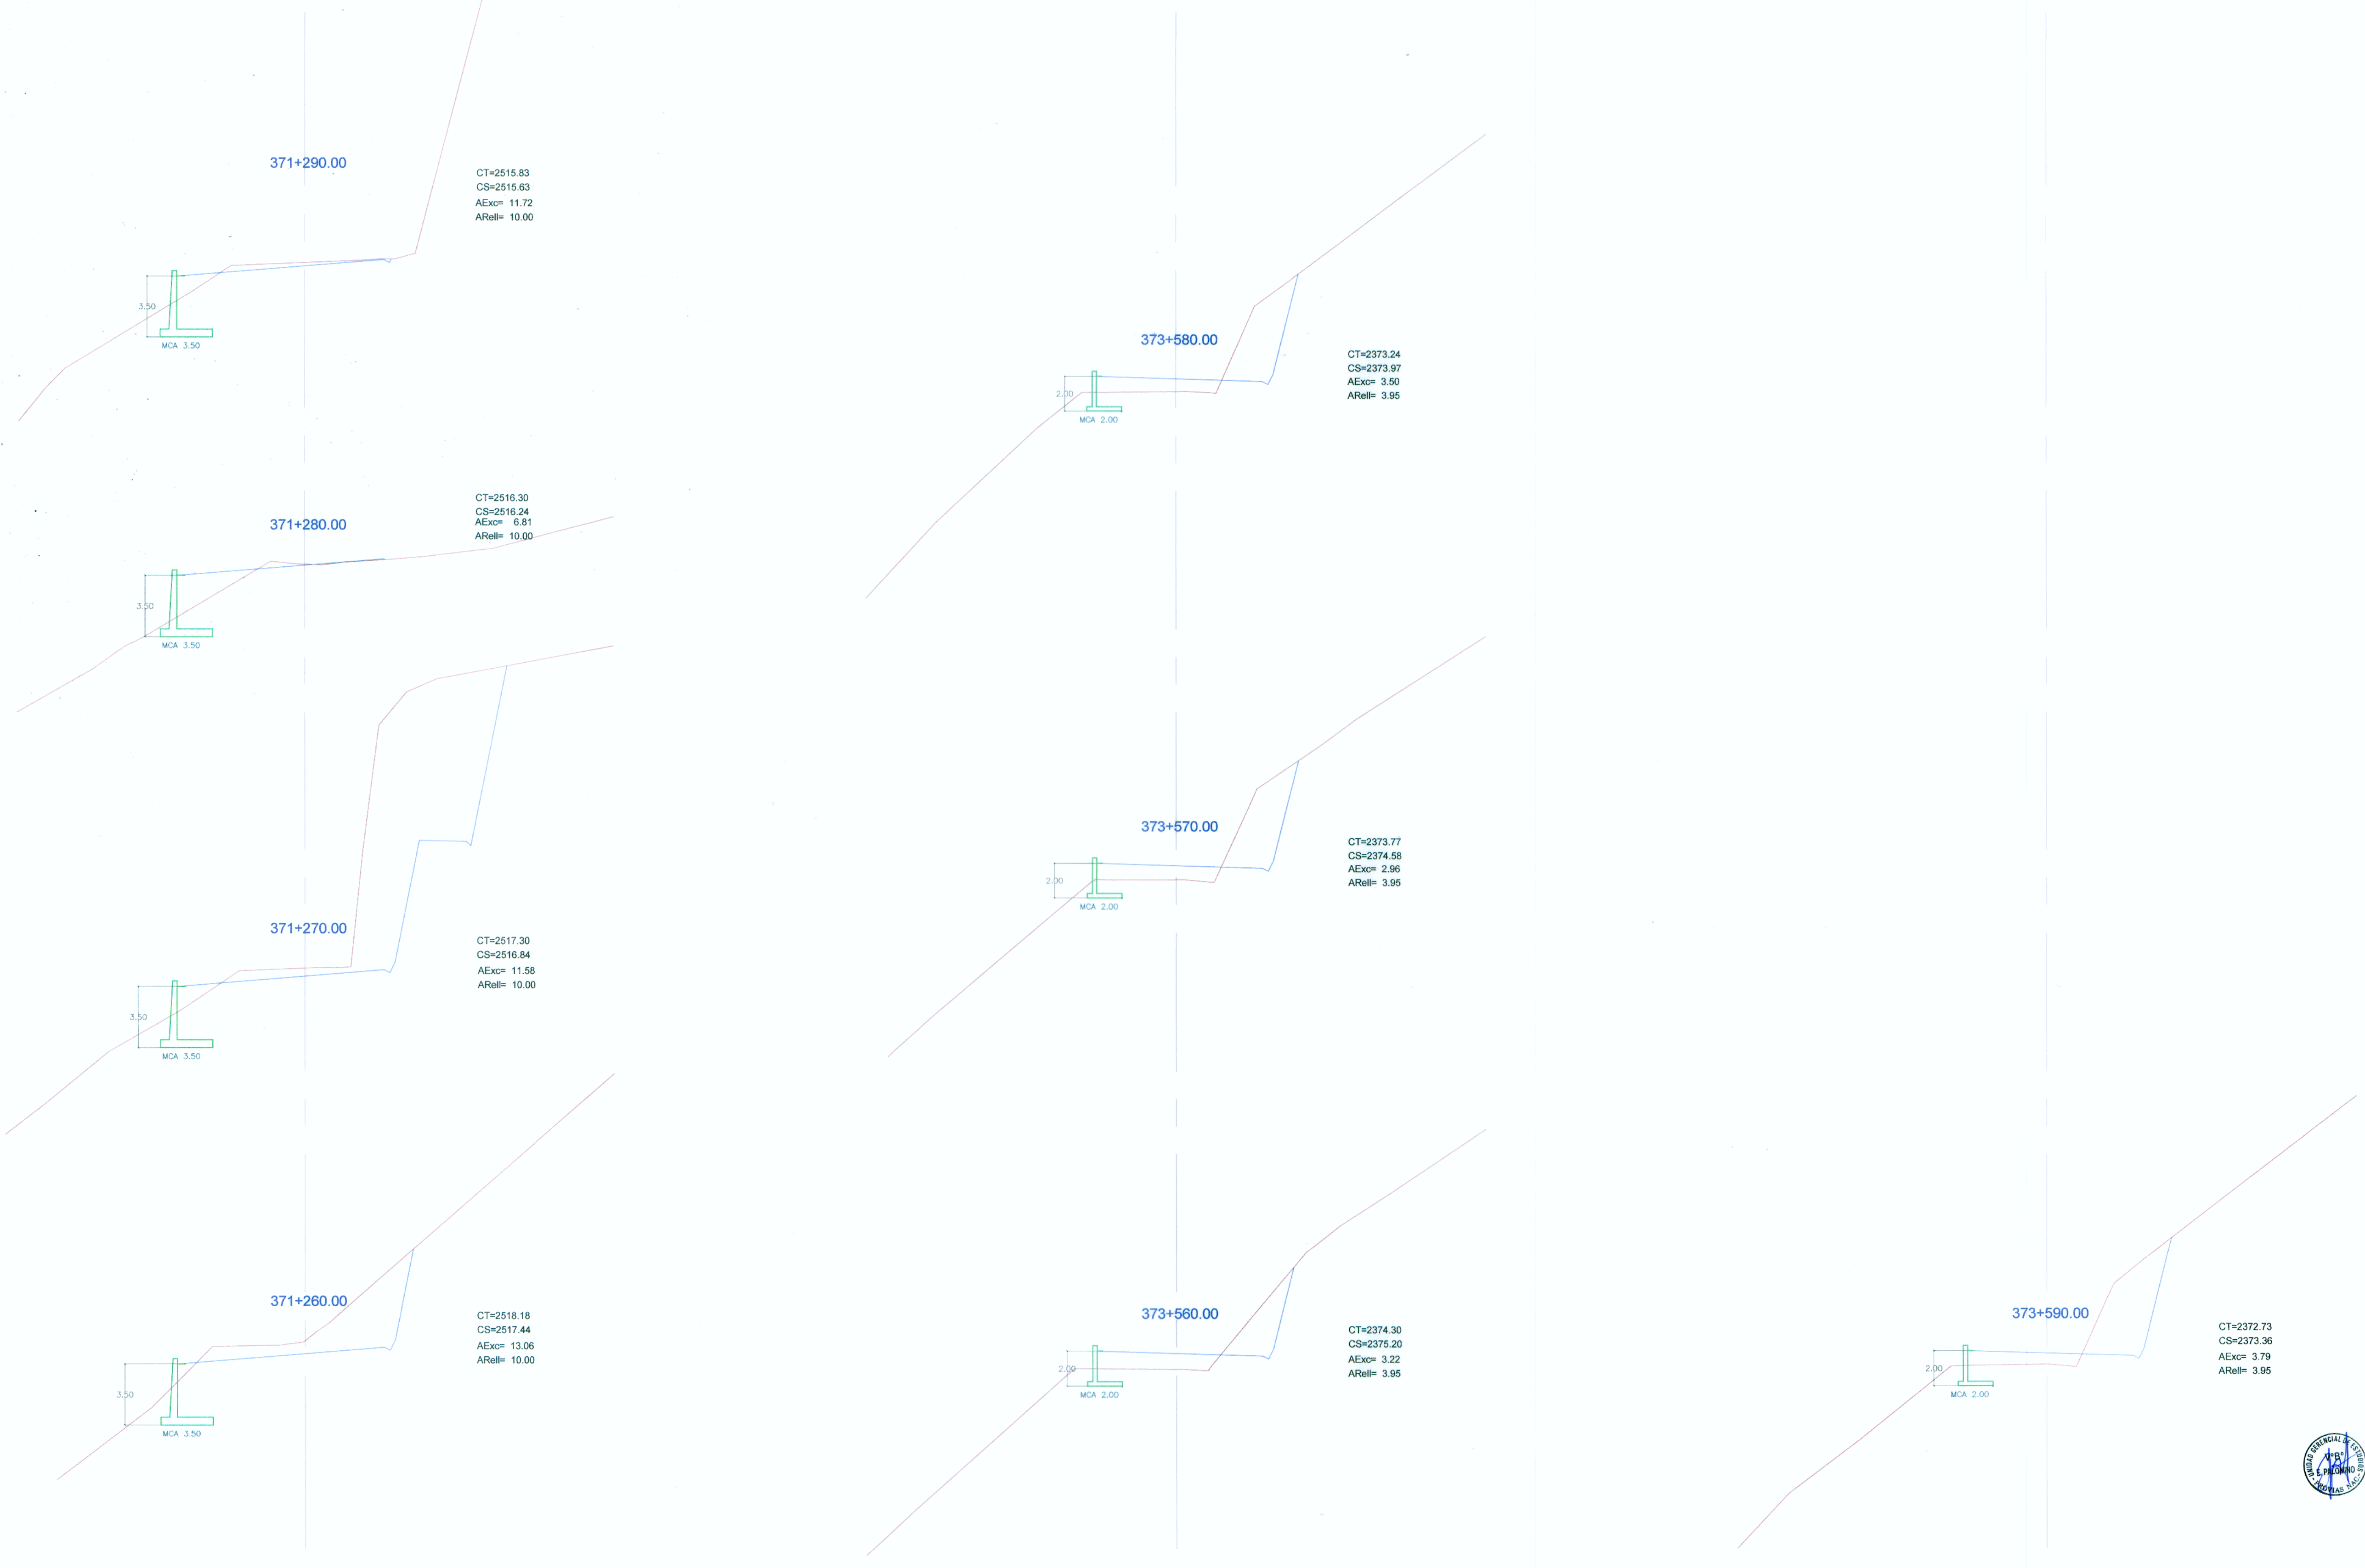 371+290.00
CT=2515.83
CS=2515.63
AExc= 11.72
ARell= 10.00
3.50
MCA 3.50
371+280.00
CT=2516.30
CS=2516.24
AExc= 6.81
ARell= 10.00
3.50
MCA 3.50
371+270.00
CT=2517.30
CS=2516.84
AExc= 11.58
ARell= 10.00
3.50
MCA 3.50
371+260.00
CT=2518.18
CS=2517.44
AExc= 13.06
ARell= 10.00
3.50
MCA 3.50
373+580.00
CT=2373.24
CS=2373.97
AExc= 3.50
ARell= 3.95
2.00
MCA 2.00
373+570.00
CT=2373.77
CS=2374.58
AExc= 2.96
ARell= 3.95
2.00
MCA 2.00
373+560.00
CT=2374.30
CS=2375.20
AExc= 3.22
ARell= 3.95
2.00
MCA 2.00
373+590.00
CT=2372.73
CS=2373.36
AExc= 3.79
ARell= 3.95
2.00
MCA 2.00
UNIDAD GERENCIAL DE ESTUDIOS
V°B°
E. PALOMINO
PROVIAS NAC.